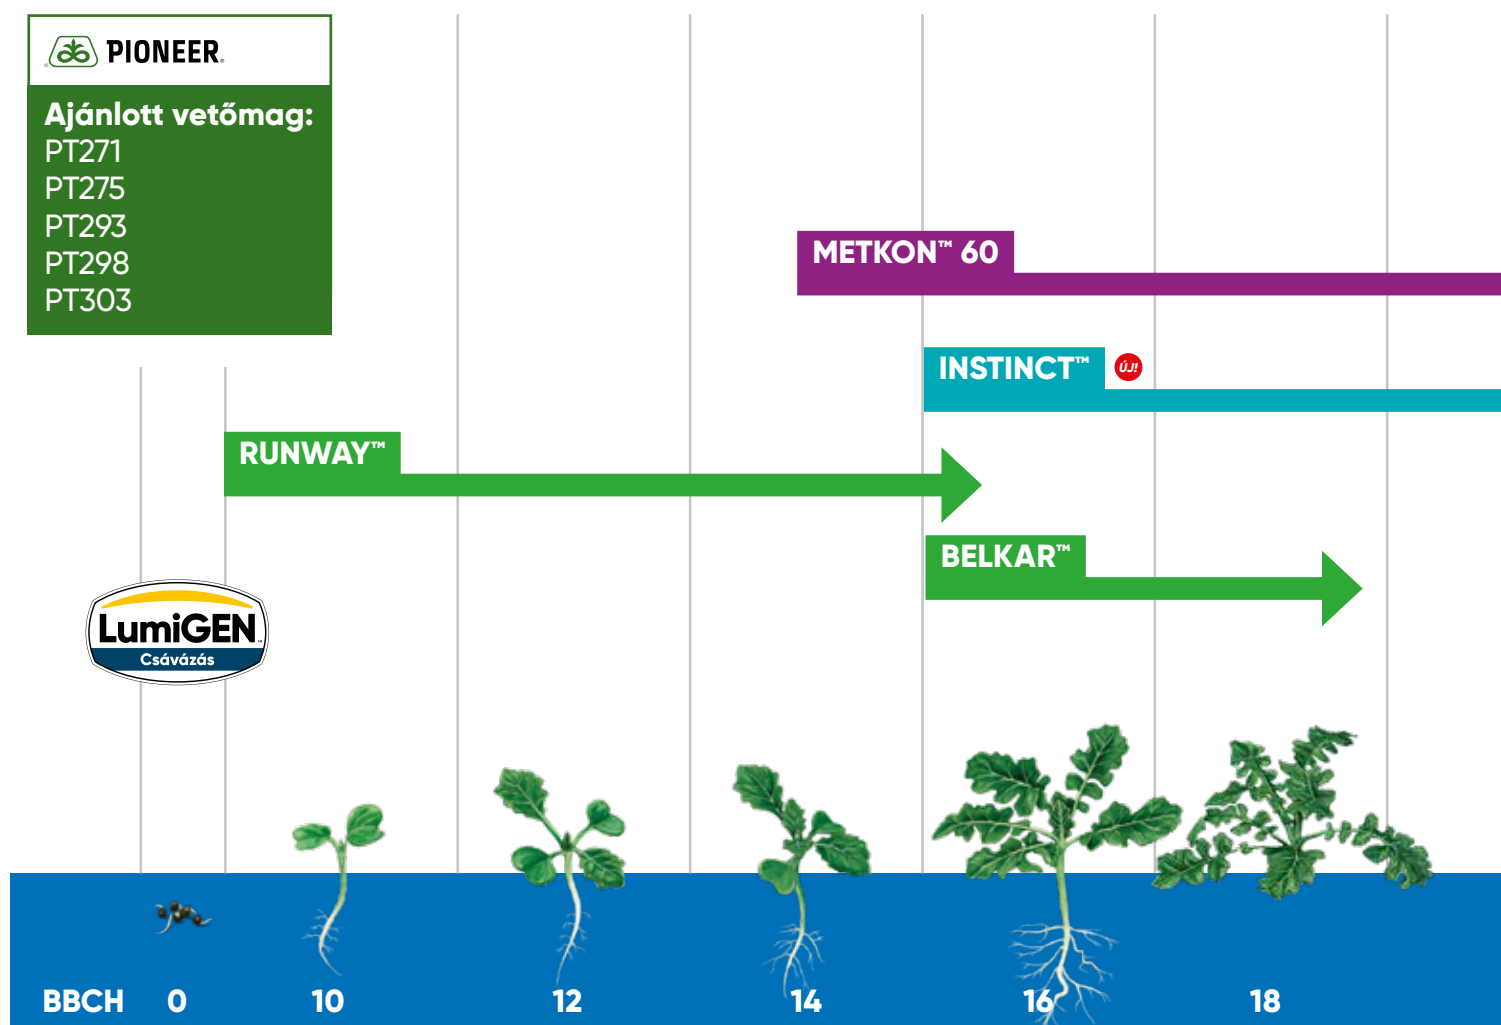 PIONEER®
Ajánlott vetőmag:
PT271
PT275
PT293
PT298
PT303
METKON™ 60
INSTINCT™
ÚJ!
RUNWAY™
BELKAR™
LumiGEN™
Csávázás
BBCH 0 10 12 14 16 18